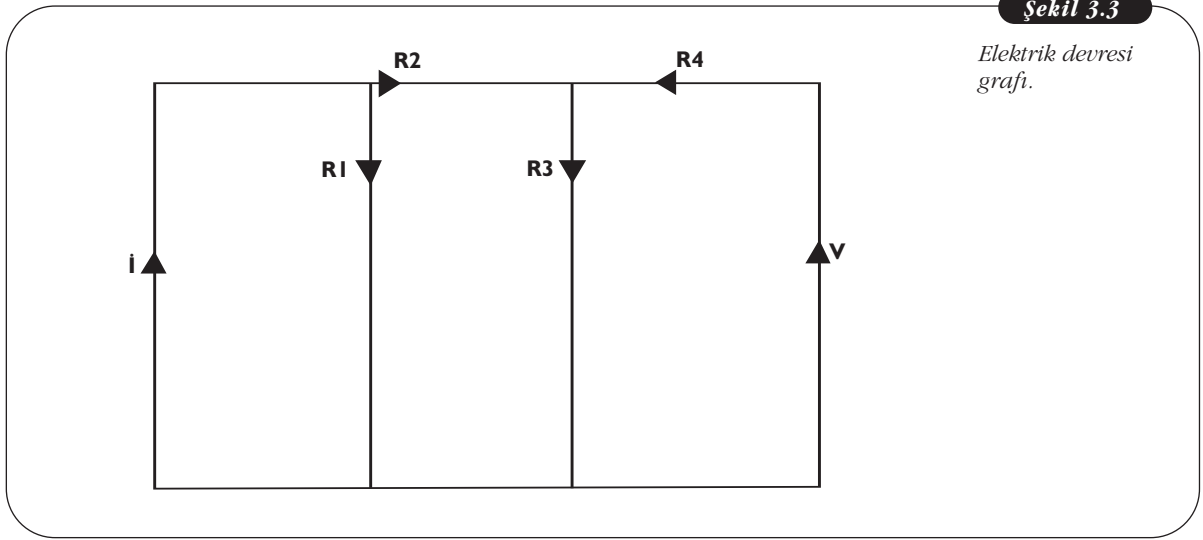 Şekil 3.3
Elektrik devresi
grafı.
R2
R4
R1
R3
İ
V